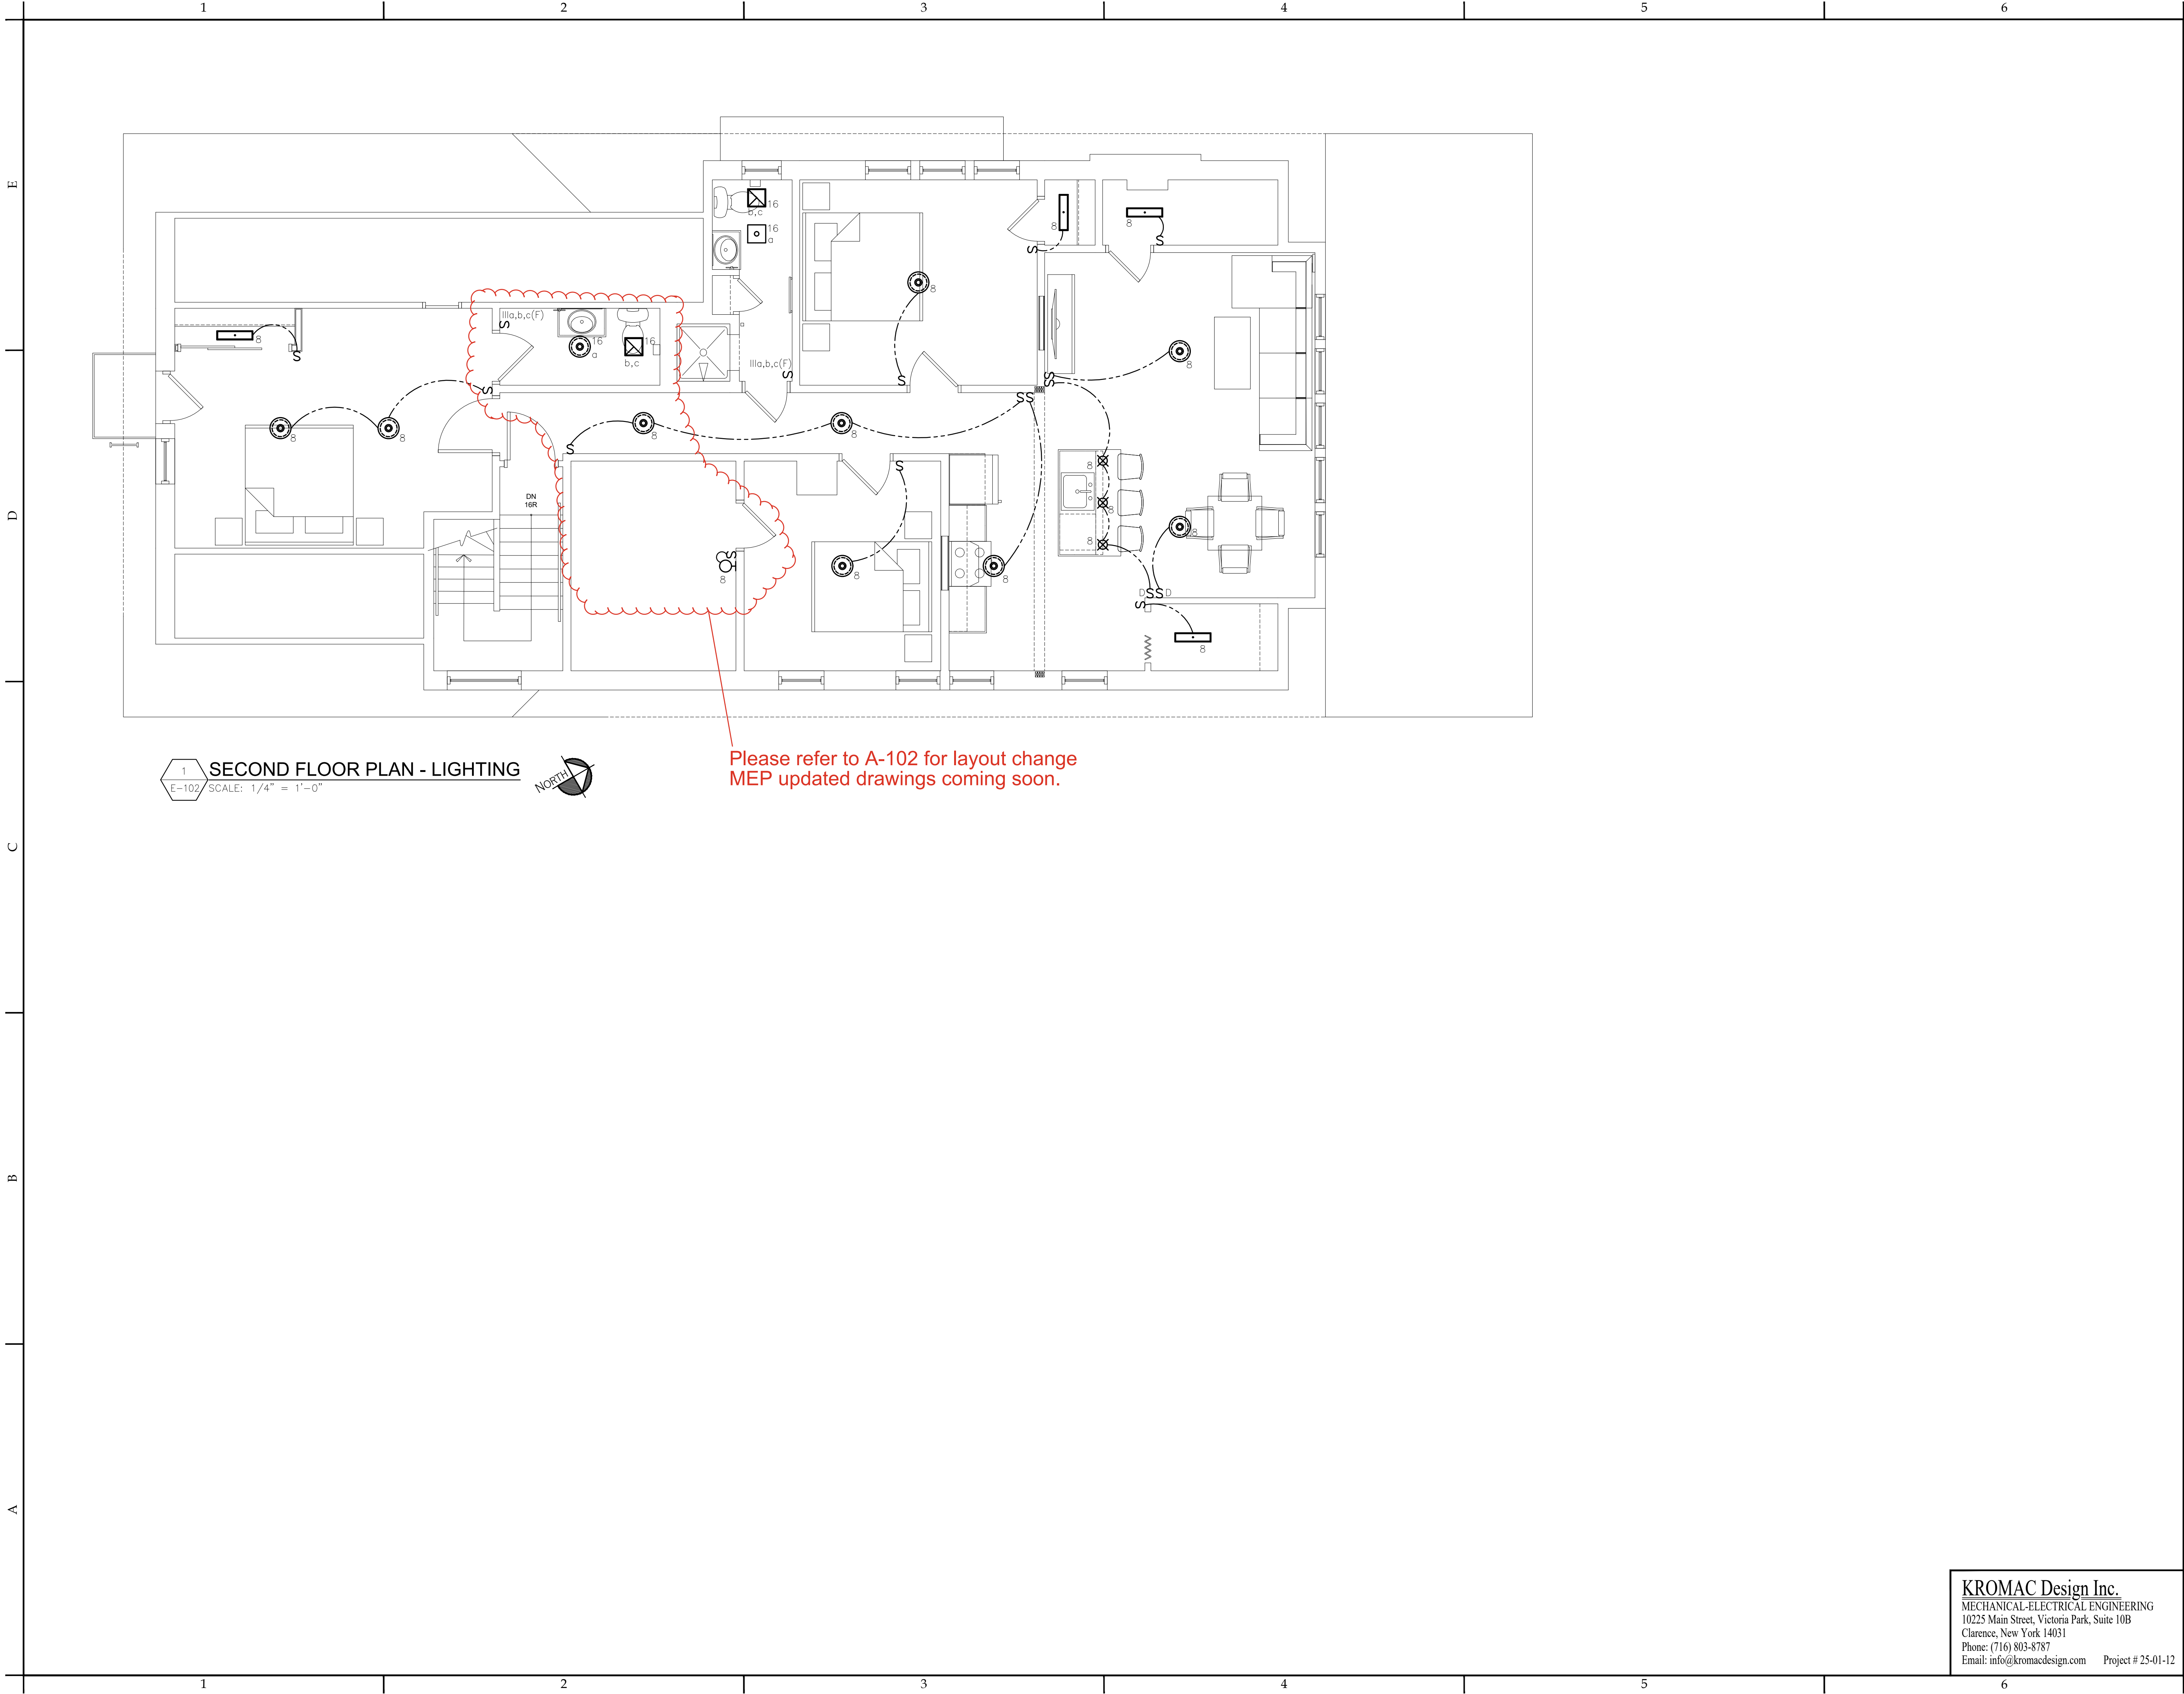 1 2 3 4 5 6
E
D
C
B
A
16
b,c
16
a
8
8
8
IIIa,b,c(F)
16
a
16
b,c
a
IIIa,b,c(F)
8
8
8
8
8
8
S
S
S
S
S
SS
SS
S
S
S
S
S
S
S
S
8
8
8
8
DN
16R
8
8
8
DSSD
S
8
Please refer to A-102 for layout change
MEP updated drawings coming soon.
1
E-102
SECOND FLOOR PLAN - LIGHTING
SCALE: 1/4" = 1'-0"
NORTH
KROMAC Design Inc.
MECHANICAL-ELECTRICAL ENGINEERING
10225 Main Street, Victoria Park, Suite 10B
Clarence, New York 14031
Phone: (716) 803-8787
Email: info@kromacdesign.com Project # 25-01-12
1 2 3 4 5 6